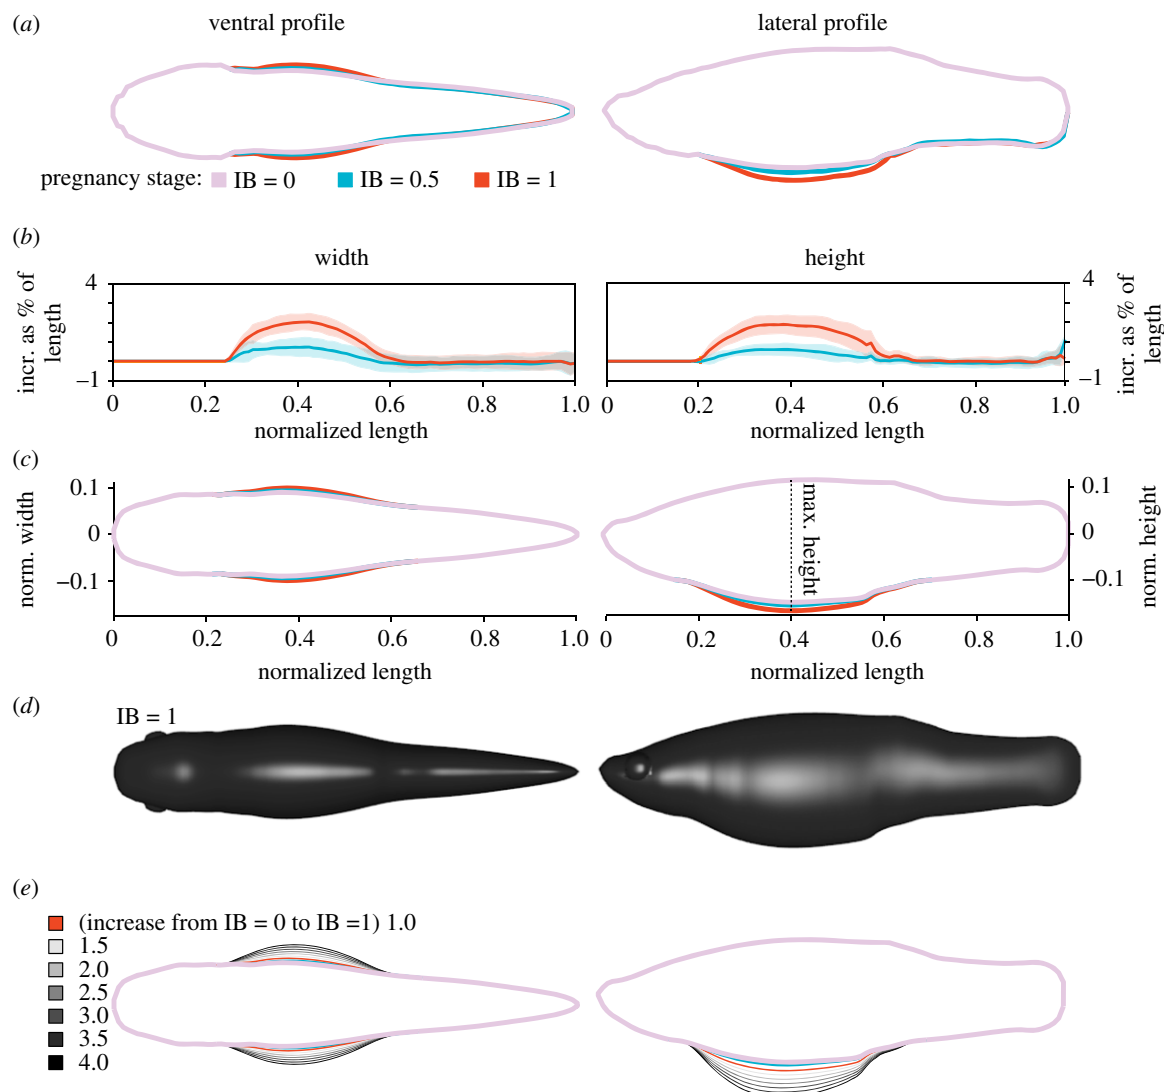 (a)
ventral profile
lateral profile
pregnancy stage: IB = 0 IB = 0.5 IB = 1
(b)
width
height
incr. as % of
length
4
−1
0 0.2 0.4 0.6 0.8 1.0
normalized length
4
−1
incr. as % of
length
0 0.2 0.4 0.6 0.8 1.0
normalized length
(c)
norm. width
0.1
0
−0.1
0 0.2 0.4 0.6 0.8 1.0
normalized length
max. height
0.1
0
−0.1
norm. height
0 0.2 0.4 0.6 0.8 1.0
normalized length
(d)
IB = 1
(e)
(increase from IB = 0 to IB =1) 1.0
1.5
2.0
2.5
3.0
3.5
4.0